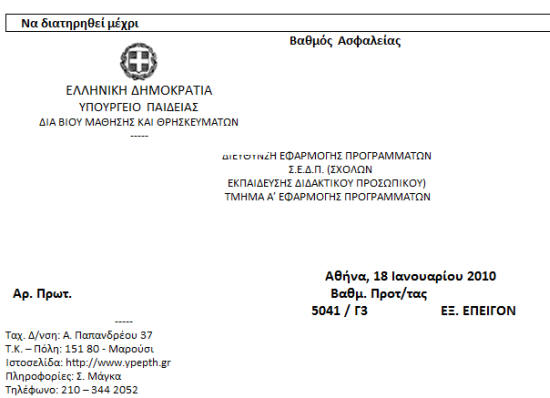 Να διατηρηθεί μέχρι
Βαθμός Ασφαλείας
ΕΛΛΗΝΙΚΗ ΔΗΜΟΚΡΑΤΙΑ
ΥΠΟΥΡΓΕΙΟ ΠΑΙΔΕΙΑΣ
ΔΙΑ ΒΙΟΥ ΜΑΘΗΣΗΣ ΚΑΙ ΘΡΗΣΚΕΥΜΑΤΩΝ
-----
ΔΙΕΥΘΥΝΣΗ ΕΦΑΡΜΟΓΗΣ ΠΡΟΓΡΑΜΜΑΤΩΝ
Σ.Ε.Δ.Π. (ΣΧΟΛΩΝ
ΕΚΠΑΙΔΕΥΣΗΣ ΔΙΔΑΚΤΙΚΟΥ ΠΡΟΣΩΠΙΚΟΥ)
ΤΜΗΜΑ Α’ ΕΦΑΡΜΟΓΗΣ ΠΡΟΓΡΑΜΜΑΤΩΝ
Αθήνα, 18 Ιανουαρίου 2010
Αρ. Πρωτ. Βαθμ. Προτ/τας
5041 / Γ3 ΕΞ. ΕΠΕΙΓΟΝ
-----
Ταχ. Δ/νση: Α. Παπανδρέου 37
Τ.Κ. – Πόλη: 151 80 - Μαρούσι
Ιστοσελίδα: http://www.ypepth.gr
Πληροφορίες: Σ. Μάγκα
Τηλέφωνο: 210 – 344 2052